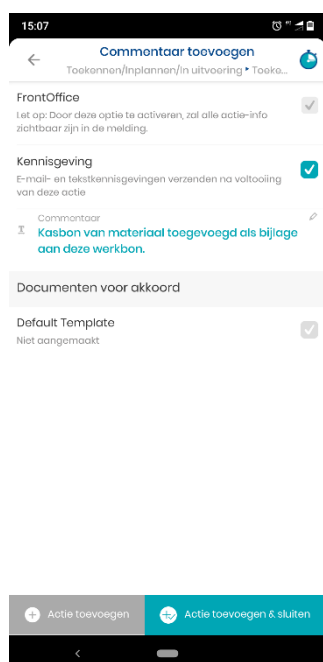 15:07
Commentaar toevoegen
Toekennen/Inplannen/In uitvoering ‣ Toeke...
FrontOffice
Let op: Door deze optie te activeren, zal alle actie-info
zichtbaar zijn in de melding.
Kennisgeving
E-mail- en tekstkennisgevingen verzenden na voltooiing
van deze actie
Commentaar
Kasbon van materiaal toegevoegd als bijlage
aan deze werkbon.
Documenten voor akkoord
Default Template
Niet aangemaakt
Actie toevoegen
Actie toevoegen & sluiten